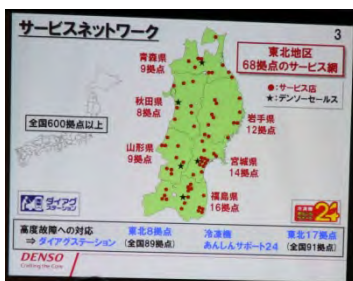 サービスネットワーク
3
東北地区
68拠点のサービス網
●:サービス店
★:デンソーセールス
青森県
9拠点
秋田県
8拠点
岩手県
12拠点
全国600拠点以上
山形県
9拠点
宮城県
14拠点
福島県
16拠点
ダイアグ
ステーション
24
高度故障への対応
⇒ ダイアグステーション
東北8拠点
(全国89拠点)
冷凍機
あんしんサポート24
東北17拠点
(全国91拠点)
DENSO
Crafting the Core